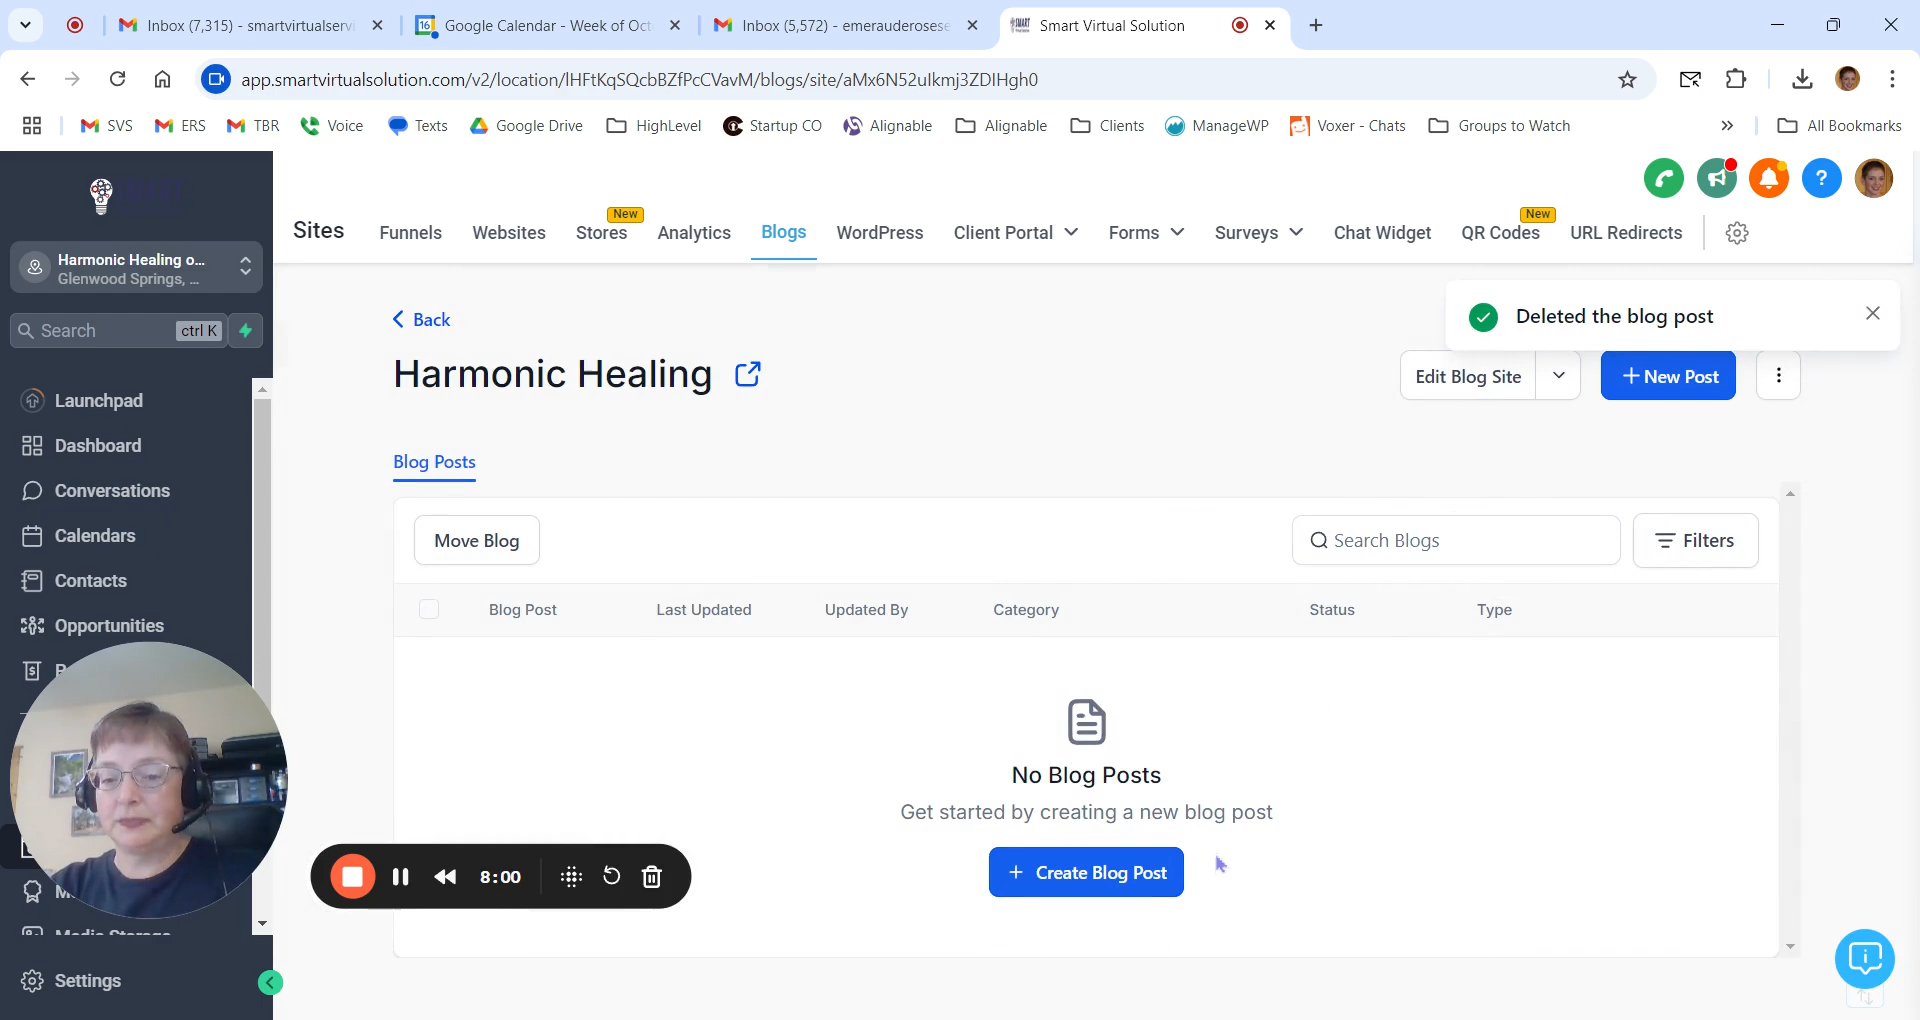 Inbox (7,315) - smartvirtualservi
Google Calendar - Week of Oct
Inbox (5,572) - emerauderosese
Smart Virtual Solution
app.smartvirtualsolution.com/v2/location/lHFtKqSQcbBZfPcCVavM/blogs/site/aMx6N52uIkmj3ZDIHgh0
SVS
ERS
TBR
Voice
Texts
Google Drive
HighLevel
Startup CO
Alignable
Alignable
Clients
ManageWP
Voxer - Chats
Groups to Watch
All Bookmarks
SMART
Sites
Funnels
Websites
Stores
New
Analytics
Blogs
WordPress
Client Portal
Forms
Surveys
Chat Widget
QR Codes
New
URL Redirects
Harmonic Healing o...
Glenwood Springs, ...
Search
ctrl K
Launchpad
Dashboard
Conversations
Calendars
Contacts
Opportunities
Settings
Back
Deleted the blog post
Harmonic Healing
Edit Blog Site
New Post
Blog Posts
Move Blog
Search Blogs
Filters
Blog Post
Last Updated
Updated By
Category
Status
Type
No Blog Posts
Get started by creating a new blog post
+ Create Blog Post
8:00